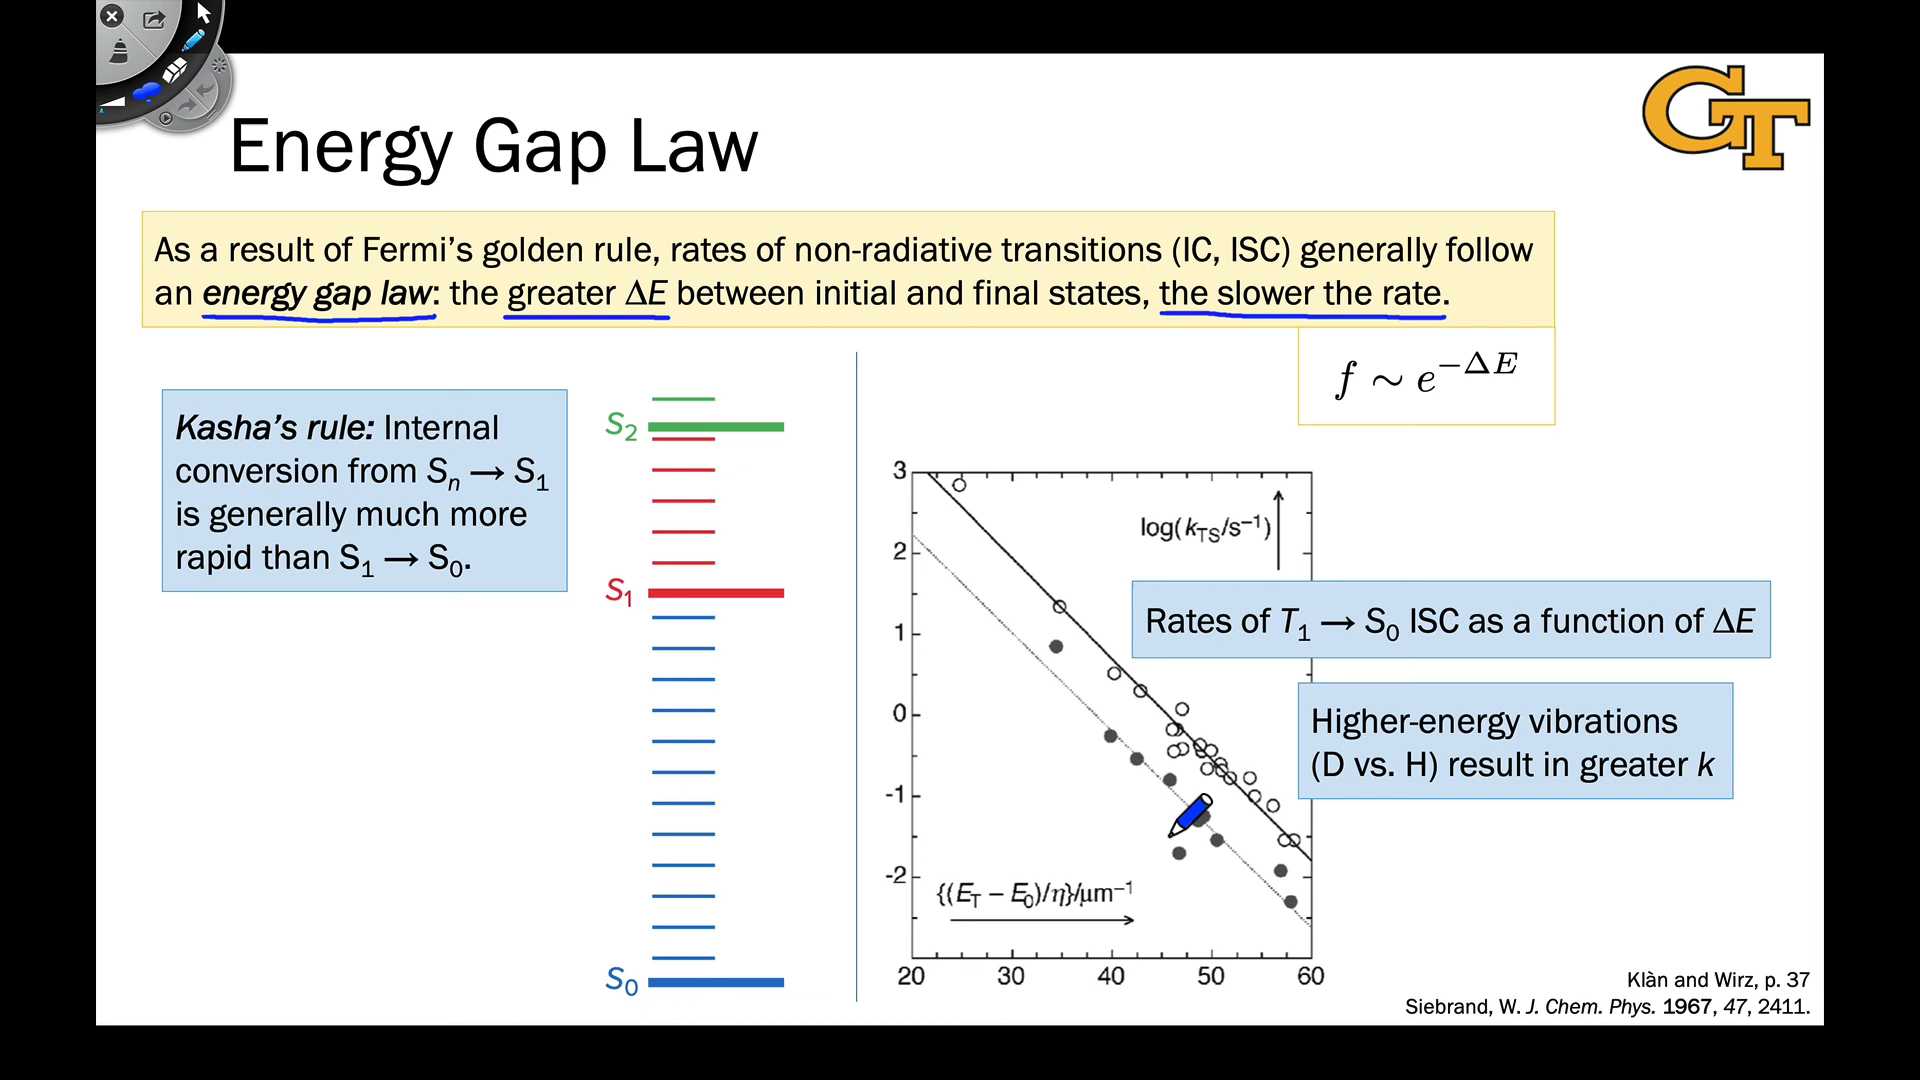 GT
Energy Gap Law
As a result of Fermi’s golden rule, rates of non-radiative transitions (IC, ISC) generally follow
an energy gap law: the greater ΔE between initial and final states, the slower the rate.
f ~ e^{−ΔE}
Kasha’s rule: Internal
conversion from Sₙ → S₁
is generally much more
rapid than S₁ → S₀.
S₂
S₁
S₀
3
2
1
0
-1
-2
log(k_TS/s⁻¹)
Rates of T₁ → S₀ ISC as a function of ΔE
Higher-energy vibrations
(D vs. H) result in greater k
{(E_T − E₀)/η}/μm⁻¹
20 30 40 50 60
Klàn and Wirz, p. 37
Siebrand, W. J. Chem. Phys. 1967, 47, 2411.